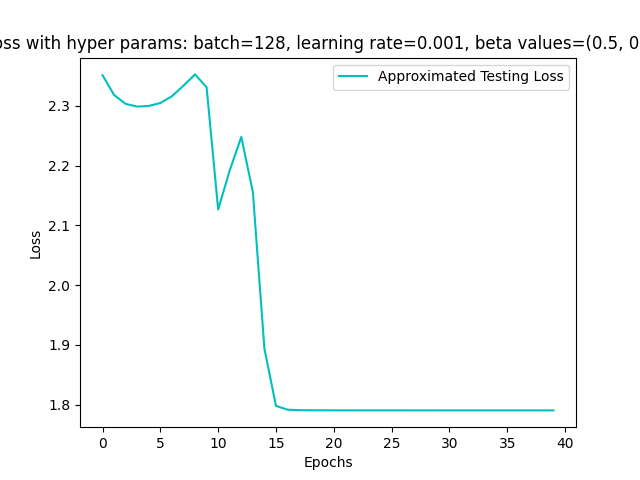 oss with hyper params: batch=128, learning rate=0.001, beta values=(0.5, 0
Approximated Testing Loss
2.3
2.2
2.1
2.0
1.9
1.8
Loss
0 5 10 15 20 25 30 35 40
Epochs